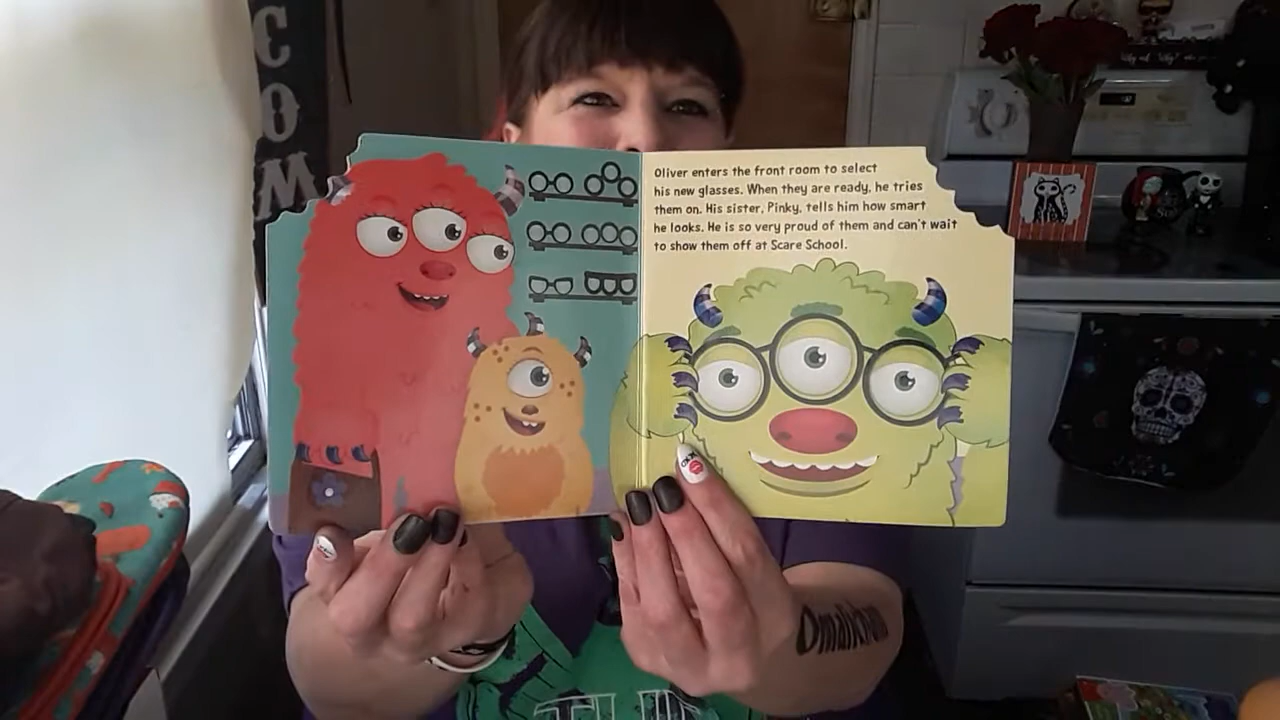 COM
Oliver enters the front room to select
his new glasses. When they are ready, he tries
them on. His sister, Pinky, tells him how smart
he looks. He is so very proud of them and can't wait
to show them off at Scare School.